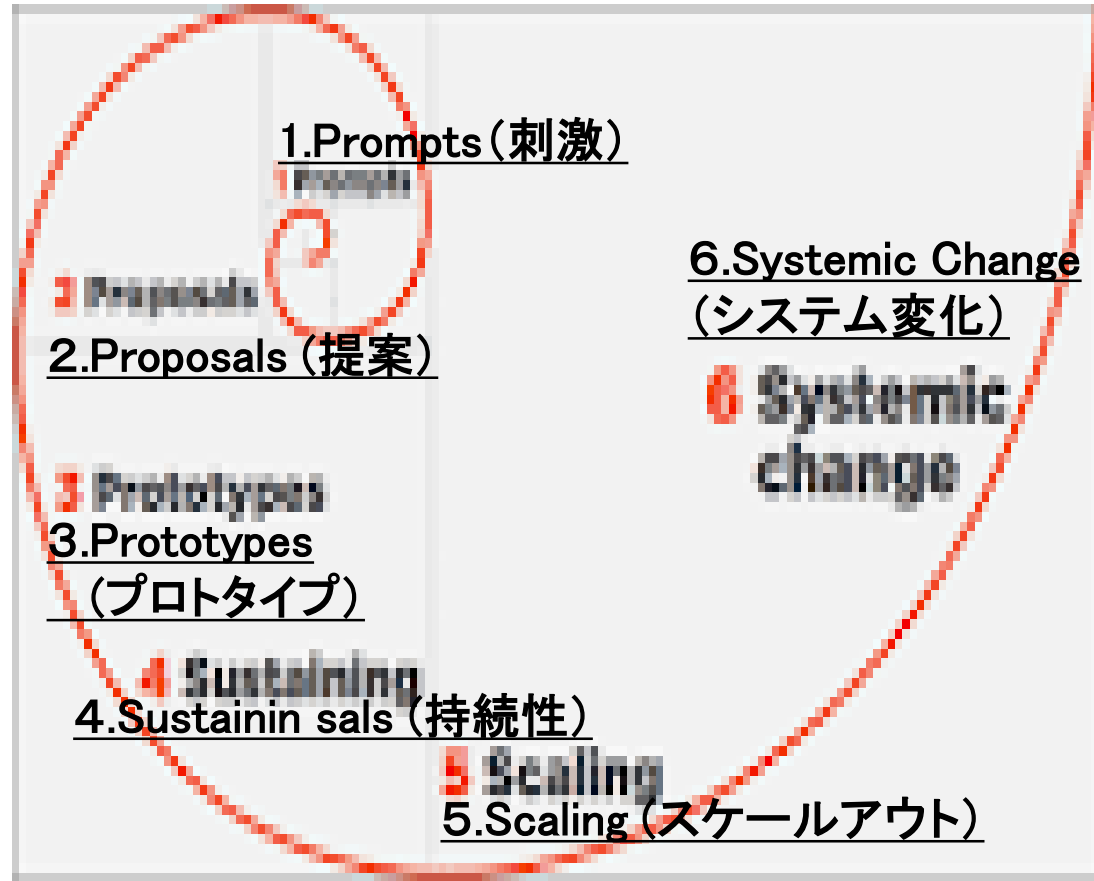 1.Prompts（刺激）
1 Prompts
2 Proposals
2.Proposals（提案）
3 Prototypes
3.Prototypes
（プロトタイプ）
4 Sustaining
4.Sustainin sals（持続性）
5 Scaling
5.Scaling（スケールアウト）
6.Systemic Change
（システム変化）
6 Systemic
change